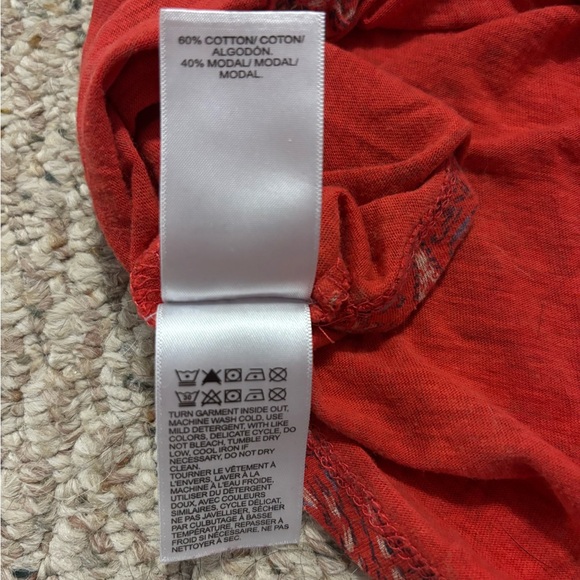 60% COTTON/ COTON/
ALGODÓN.
40% MODAL/ MODAL/
MODAL.
TURN GARMENT INSIDE OUT,
MACHINE WASH COLD, USE
MILD DETERGENT, WITH LIKE
COLORS, DELICATE CYCLE, DO
NOT BLEACH, TUMBLE DRY
LOW, COOL IRON IF
NECESSARY, DO NOT DRY
CLEAN.
TOURNER LE VÊTEMENT À
L'ENVERS, LAVER À LA
MACHINE À L'EAU FROIDE,
UTILISER DU DÉTERGENT
DOUX, AVEC COULEURS
SIMILAIRES, CYCLE DÉLICAT,
NE PAS JAVELLISER, SÉCHER
PAR CULBUTAGE À BASSE
TEMPÉRATURE, REPASSER À
FROID SI NÉCESSAIRE, NE PAS
NETTOYER À SEC.